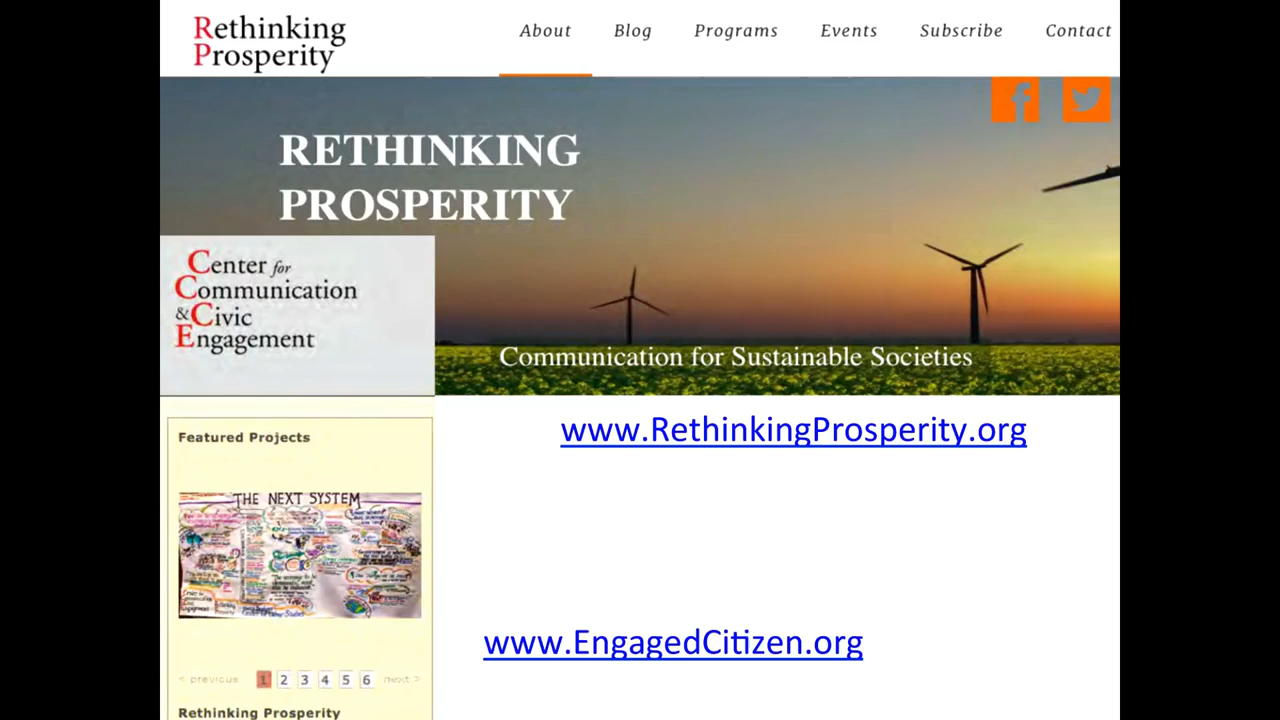 Rethinking
Prosperity
About Blog Programs Events Subscribe Contact
RETHINKING
PROSPERITY
Center for
Communication
&Civic
Engagement
Communication for Sustainable Societies
www.RethinkingProsperity.org
Featured Projects
THE NEXT SYSTEM
www.EngagedCitizen.org
< previous 1 2 3 4 5 6 next >
Rethinking Prosperity